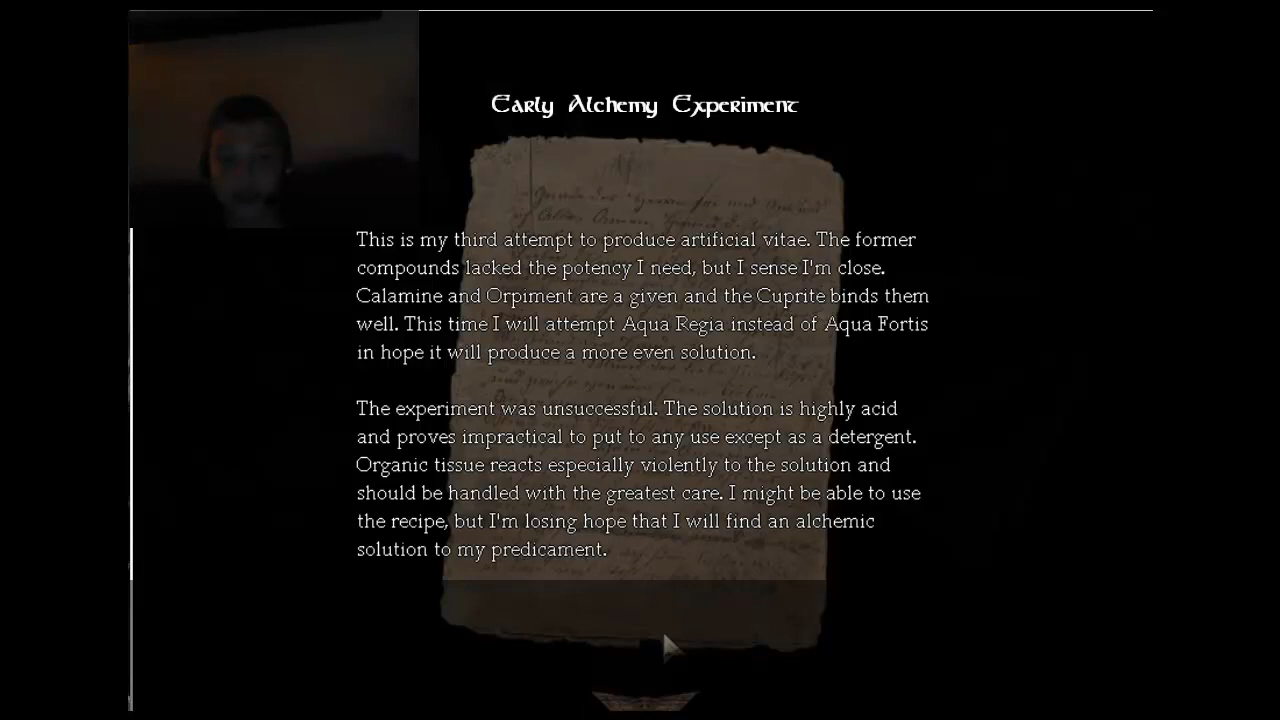 Early Alchemy Experiment
This is my third attempt to produce artificial vitae. The former
compounds lacked the potency I need, but I sense I'm close.
Calamine and Orpiment are a given and the Cuprite binds them
well. This time I will attempt Aqua Regia instead of Aqua Fortis
in hope it will produce a more even solution.
The experiment was unsuccessful. The solution is highly acid
and proves impractical to put to any use except as a detergent.
Organic tissue reacts especially violently to the solution and
should be handled with the greatest care. I might be able to use
the recipe, but I'm losing hope that I will find an alchemic
solution to my predicament.